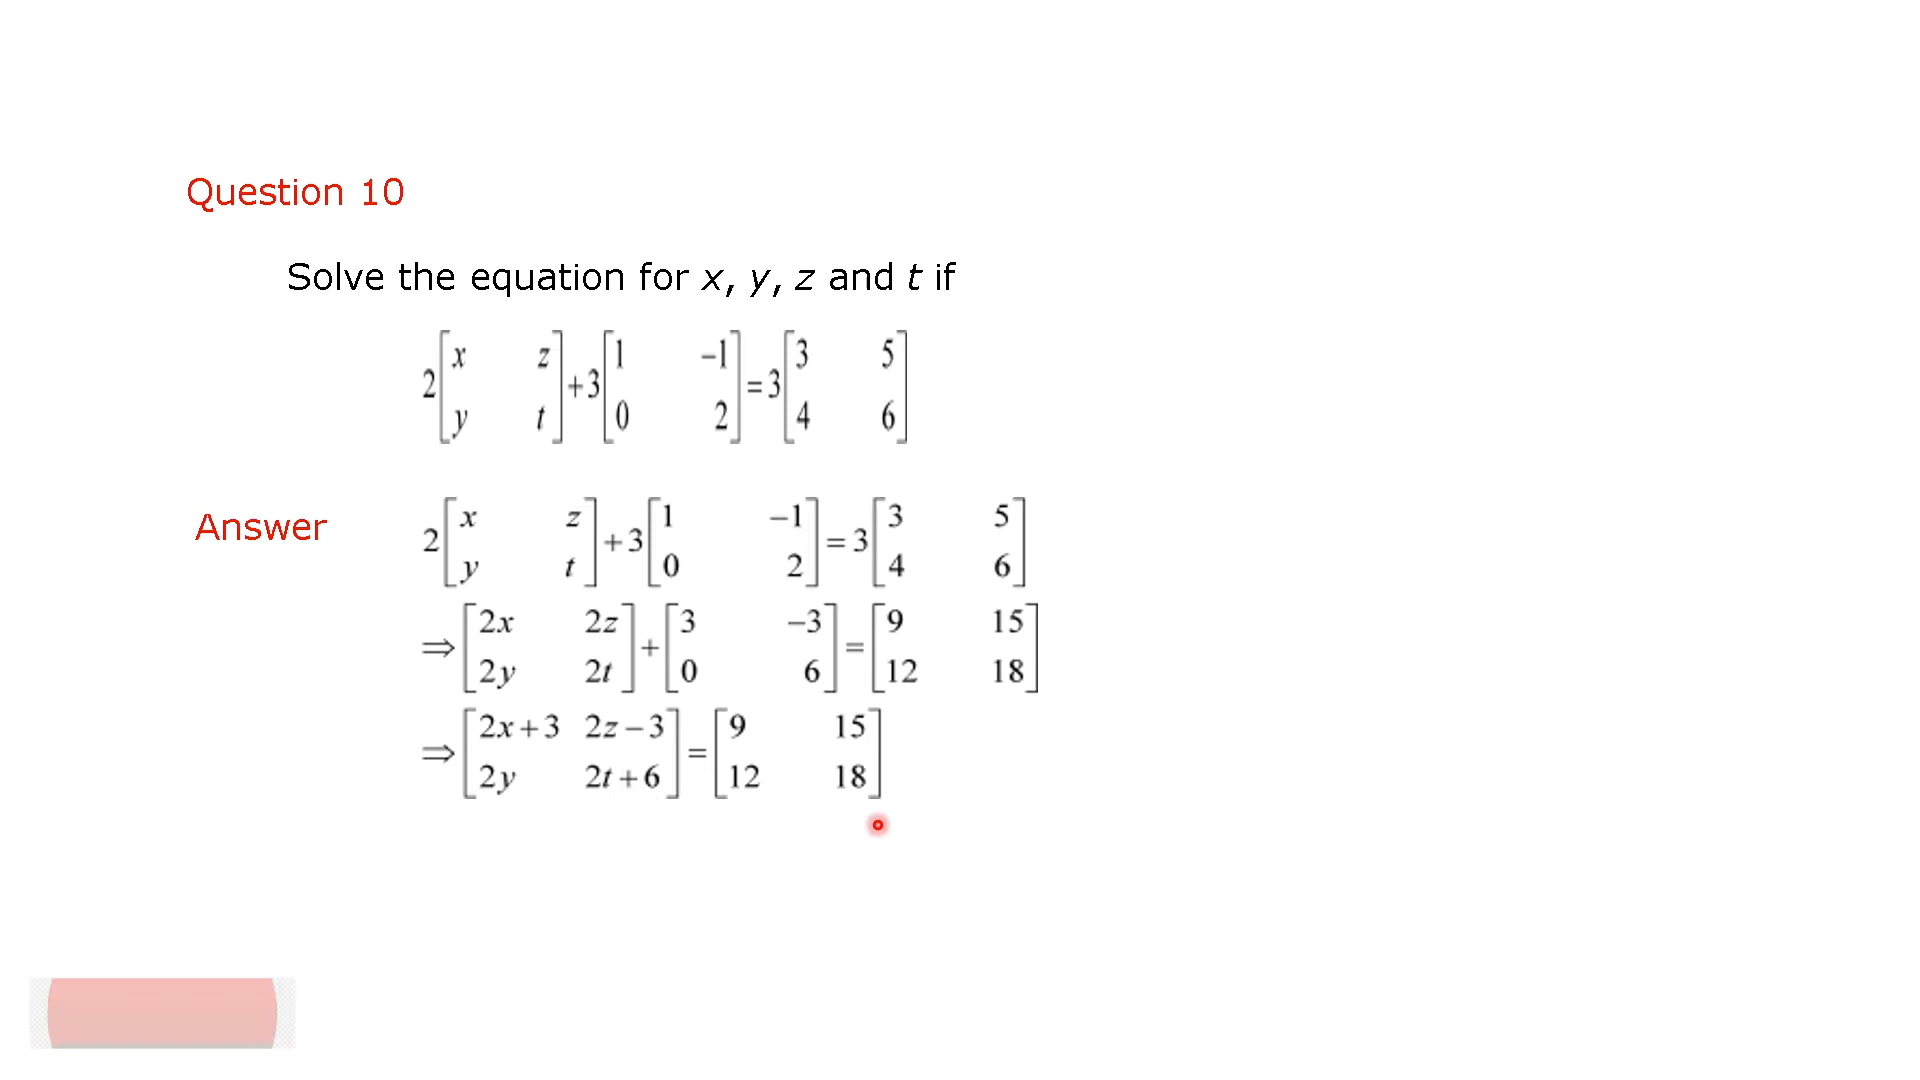 Question 10
Solve the equation for x, y, z and t if
2[x z; y t] + 3[1 −1; 0 2] = 3[3 5; 4 6]
Answer
2[x z; y t] + 3[1 −1; 0 2] = 3[3 5; 4 6]
⇒ [2x 2z; 2y 2t] + [3 −3; 0 6] = [9 15; 12 18]
⇒ [2x + 3 2z − 3; 2y 2t + 6] = [9 15; 12 18]